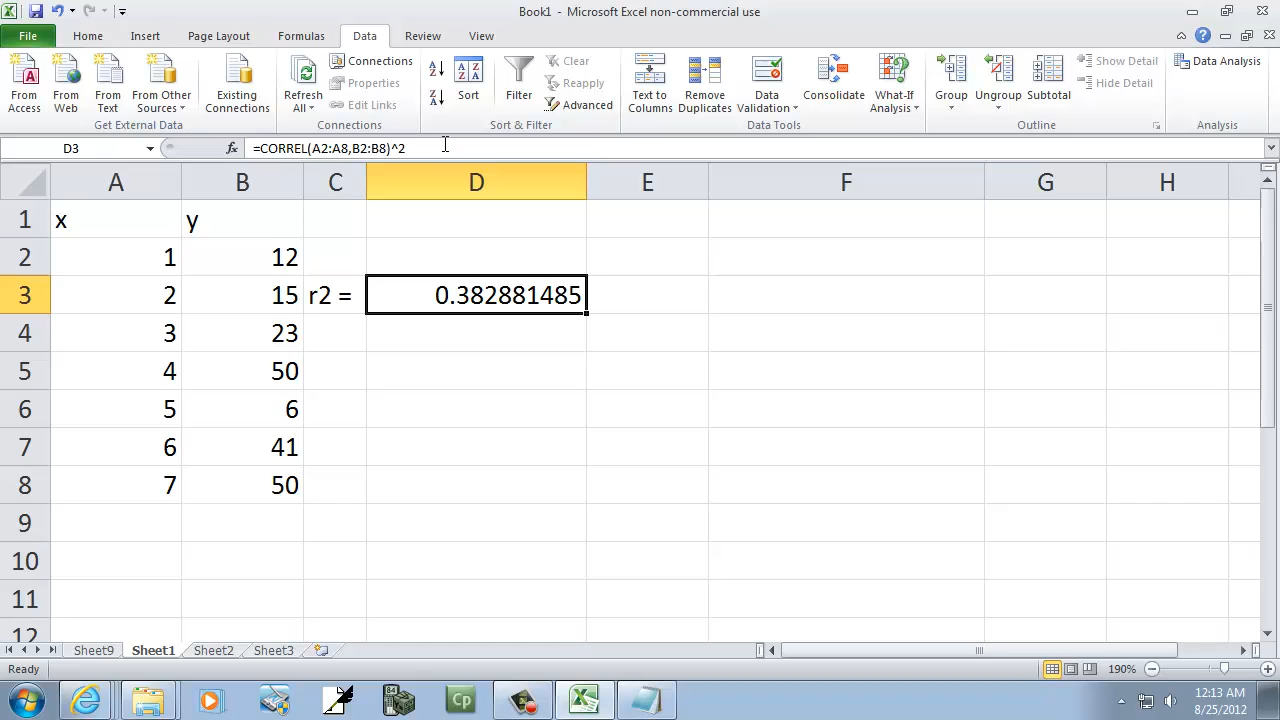 Book1 - Microsoft Excel non-commercial use
File Home Insert Page Layout Formulas Data Review View
From Access
From Web
From Text
From Other Sources
Existing Connections
Get External Data
Refresh All
Connections
Properties
Edit Links
Connections
Sort
Filter
Clear
Reapply
Advanced
Sort & Filter
Text to Columns
Remove Duplicates
Data Validation
Consolidate
What-If Analysis
Data Tools
Group
Ungroup
Subtotal
Show Detail
Hide Detail
Outline
Data Analysis
Analysis
D3 fx =CORREL(A2:A8,B2:B8)^2
A B C D E F G H
1 x y
2 1 12
3 2 15 r2 = 0.382881485
4 3 23
5 4 50
6 5 6
7 6 41
8 7 50
9
10
11
12
Sheet9 Sheet1 Sheet2 Sheet3
Ready 190%
Cp
12:13 AM
8/25/2012